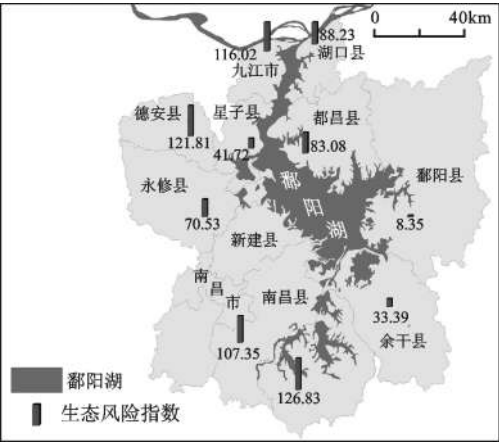 0 40km
116.02
九江市
88.23
湖口县
德安县
121.81
星子县
41.72
都昌县
83.08
鄱阳县
8.35
永修县
70.53
鄱阳湖
新建县
南昌市
107.35
南昌县
126.83
33.39
余干县
鄱阳湖
生态风险指数